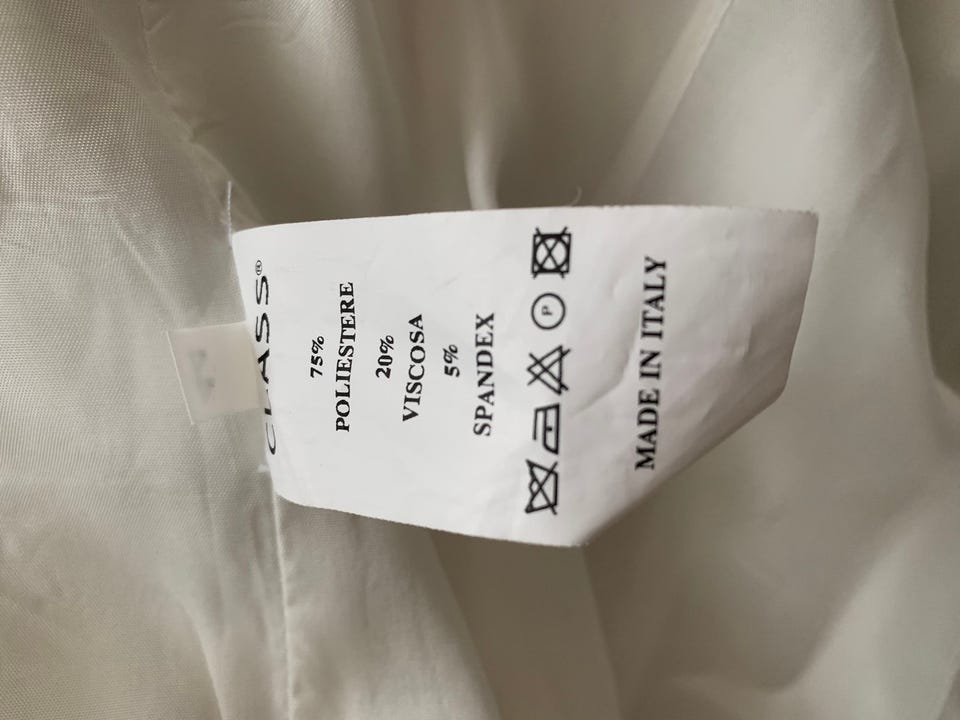 CLASS®
75%
POLIESTERE
20%
VISCOSA
5%
SPANDEX
P
MADE IN ITALY